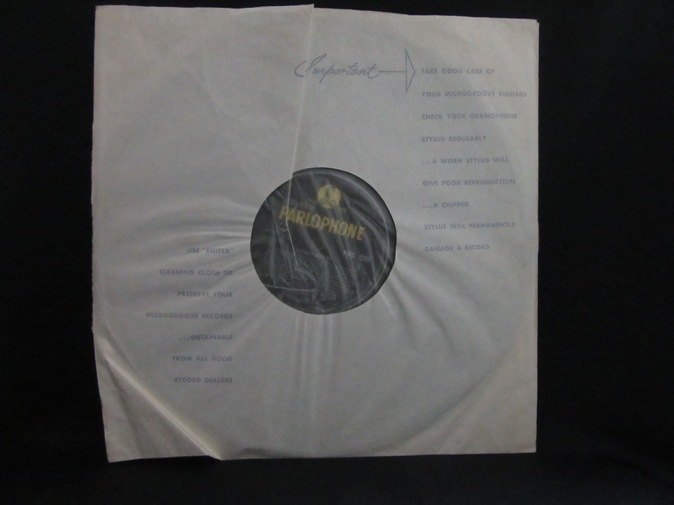 Important
TAKE GOOD CARE OF
YOUR MICROGROOVE RECORDS
CHECK YOUR GRAMOPHONE
STYLUS REGULARLY
...A WORN STYLUS WILL
GIVE POOR REPRODUCTION
...A CHIPPED
STYLUS WILL PERMANENTLY
DAMAGE A RECORD
PARLOPHONE
USE "EMITEX"
CLEANING CLOTH TO
PRESERVE YOUR
MICROGROOVE RECORDS
...OBTAINABLE
FROM ALL GOOD
RECORD DEALERS